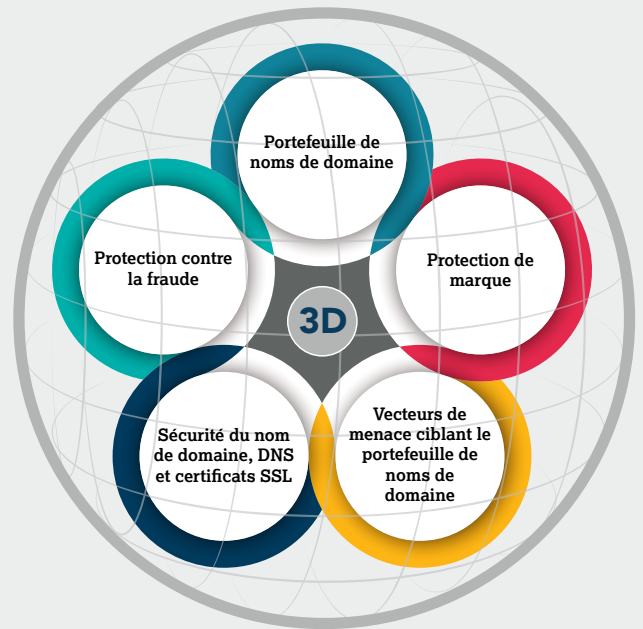 Portefeuille de
noms de domaine
Protection contre
la fraude
Protection de
marque
3D
Sécurité du nom
de domaine, DNS
et certificats SSL
Vecteurs de
menace ciblant le
portefeuille de
noms de
domaine